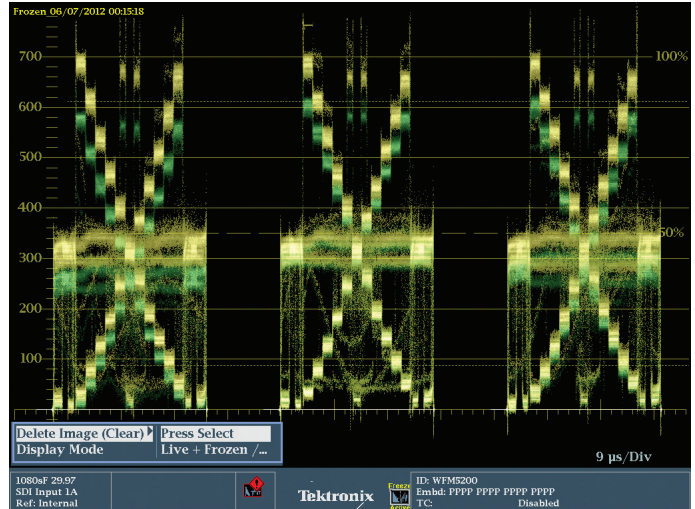 Frozen 06/07/2012 00:15:18
700
100%
600
500
400
50%
300
200
100
Delete Image (Clear) Press Select
Display Mode Live + Frozen /...
9 µs/Div
1080sF 29.97
SDI Input 1A
Ref: Internal
Tektronix
Freeze
Active
ID: WFM5200
Embd: PPPP PPPP PPPP PPPP
TC: Disabled